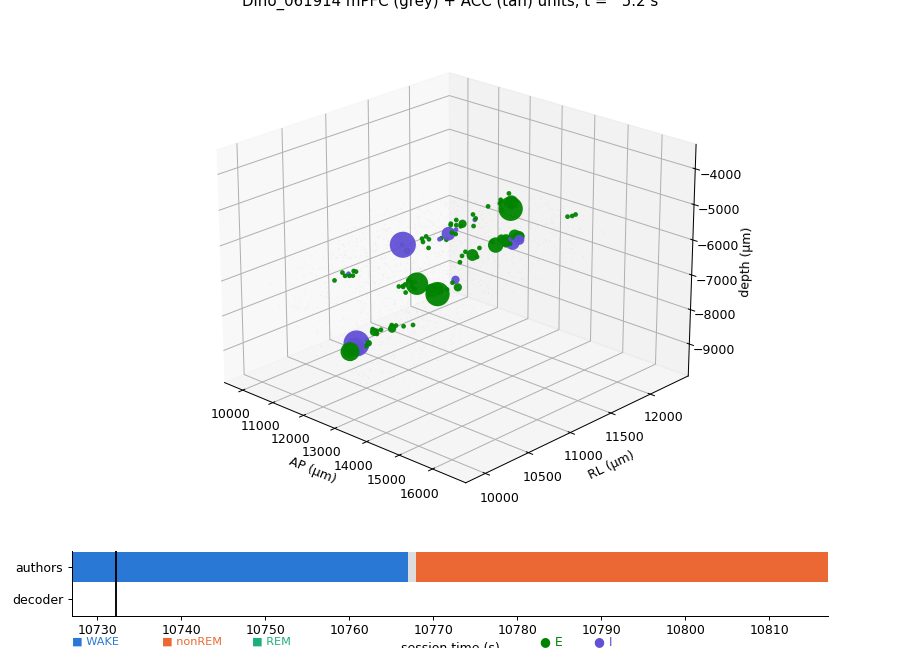 Dino_061914 mPFC (grey) + ACC (tan) units, t = 5.2 s
−4000
−5000
−6000
−7000
−8000
−9000
depth (μm)
10000
11000
12000
13000
14000
15000
16000
AP (μm)
10000
10500
11000
11500
12000
RL (μm)
authors
decoder
10730 10740 10750 10760 10770 10780 10790 10800 10810
session time (s)
WAKE nonREM REM E I